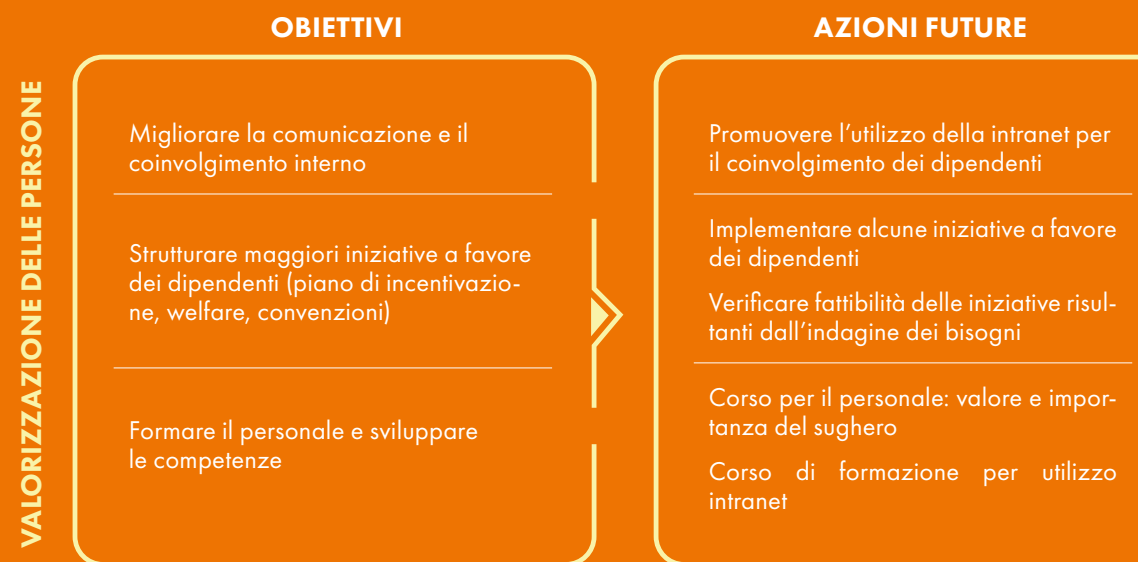 VALORIZZAZIONE DELLE PERSONE
OBIETTIVI
Migliorare la comunicazione e il
coinvolgimento interno
Strutturare maggiori iniziative a favore
dei dipendenti (piano di incentivazio-
ne, welfare, convenzioni)
Formare il personale e sviluppare
le competenze
AZIONI FUTURE
Promuovere l’utilizzo della intranet per
il coinvolgimento dei dipendenti
Implementare alcune iniziative a favore
dei dipendenti
Verificare fattibilità delle iniziative risul-
tanti dall’indagine dei bisogni
Corso per il personale: valore e impor-
tanza del sughero
Corso di formazione per utilizzo
intranet